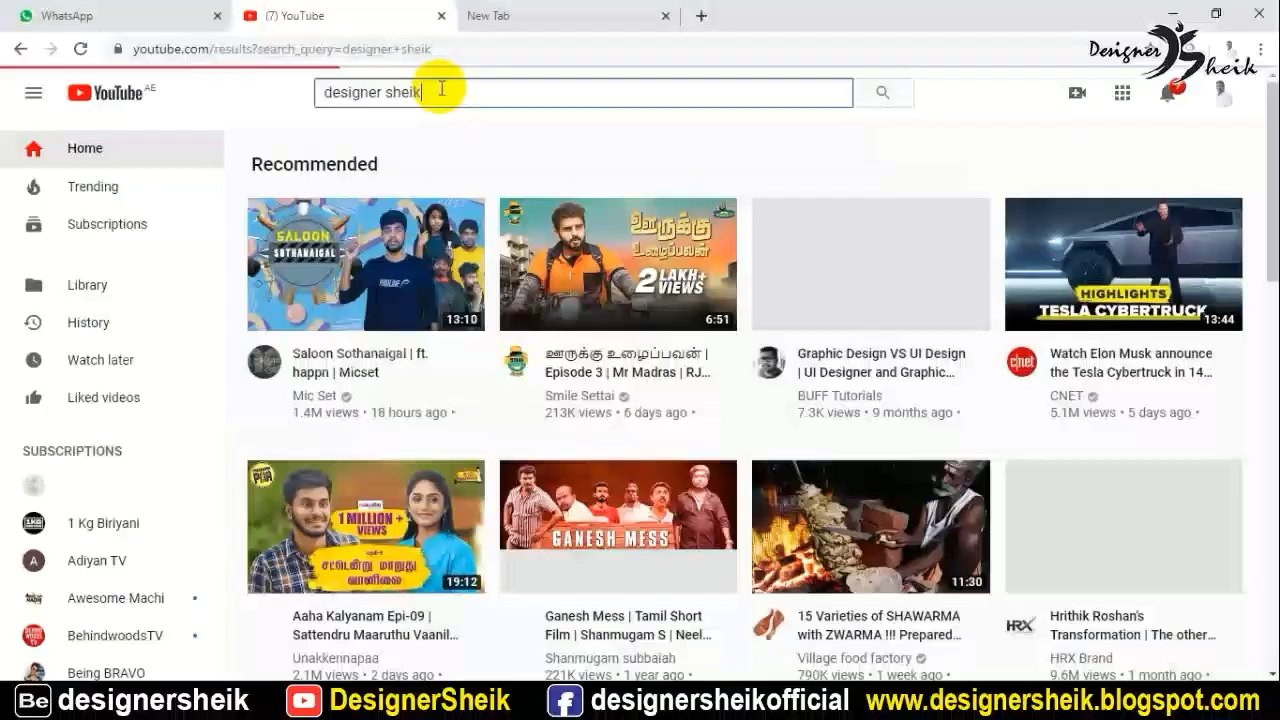 WhatsApp
(7) YouTube
New Tab
youtube.com/results?search_query=designer+sheik
Designer Sheik
YouTube AE
designer sheik
7
Home
Trending
Subscriptions
Library
History
Watch later
Liked videos
SUBSCRIPTIONS
1 Kg Biriyani
Adiyan TV
Awesome Machi
BehindwoodsTV
Being BRAVO
Recommended
SALOON
SOTHANAIGAL
13:10
ஊருக்கு
உழைப்பவன்
2 LAKH+
VIEWS
6:51
HIGHLIGHTS
TESLA CYBERTRUCK
13:44
Saloon Sothanaigal | ft.
happn | Micset
Mic Set
1.4M views • 18 hours ago •
ஊருக்கு உழைப்பவன் |
Episode 3 | Mr Madras | RJ...
Smile Settai
213K views • 6 days ago •
Graphic Design VS UI Design
| UI Designer and Graphic...
BUFF Tutorials
7.3K views • 9 months ago •
c|net
Watch Elon Musk announce
the Tesla Cybertruck in 14...
CNET
5.1M views • 5 days ago •
1 MILLION +
VIEWS
சட்டென்று மாறுது
வானிலை
19:12
GANESH MESS
11:30
Aaha Kalyanam Epi-09 |
Sattendru Maaruthu Vaanil...
Unakkennapaa
2.1M views • 2 days ago •
Ganesh Mess | Tamil Short
Film | Shanmugam S | Neel...
Shanmugam subbaiah
221K views • 1 year ago •
15 Varieties of SHAWARMA
with ZWARMA !!! Prepared...
Village food factory
790K views • 1 week ago •
HRX
Hrithik Roshan's
Transformation | The other...
HRX Brand
9.6M views • 1 month ago •
Be designersheik
DesignerSheik
f designersheikofficial
www.designersheik.blogspot.com